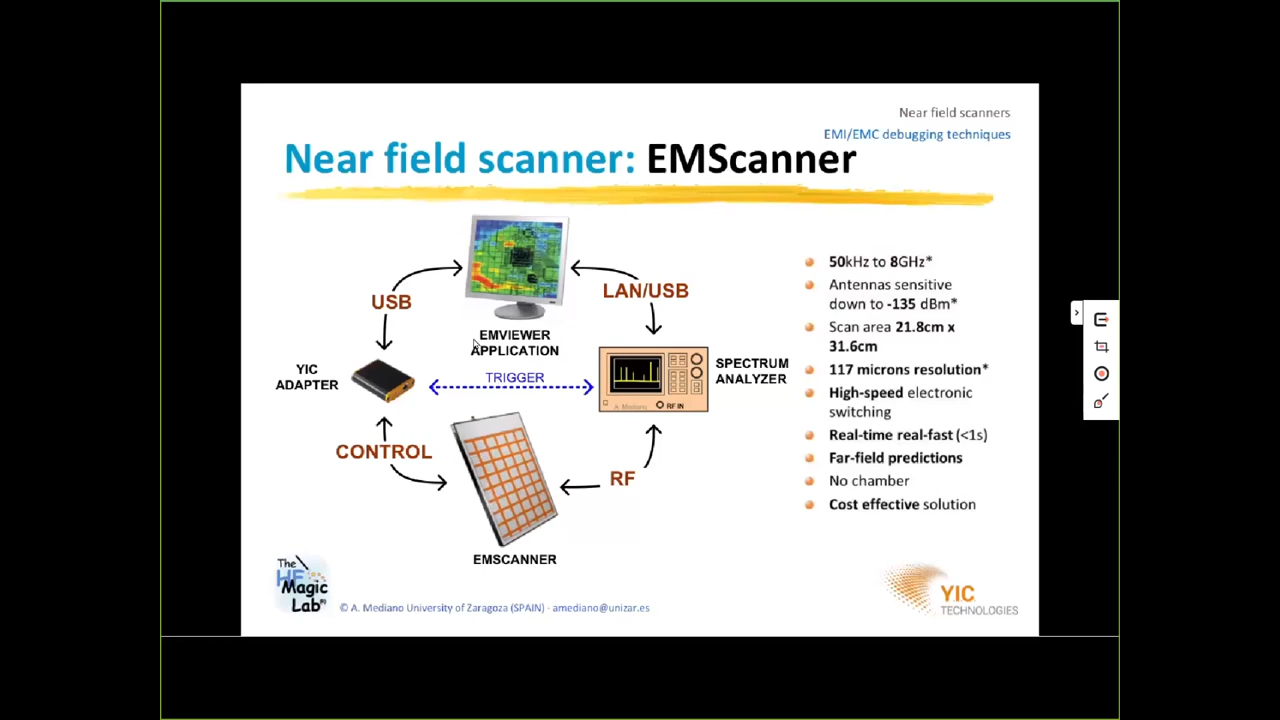 Near field scanners
EMI/EMC debugging techniques
Near field scanner: EMScanner
USB
LAN/USB
EMVIEWER
APPLICATION
YIC
ADAPTER
TRIGGER
SPECTRUM
ANALYZER
A. Mediano
RF IN
CONTROL
RF
EMSCANNER
50kHz to 8GHz*
Antennas sensitive
down to -135 dBm*
Scan area 21.8cm x
31.6cm
117 microns resolution*
High-speed electronic
switching
Real-time real-fast (<1s)
Far-field predictions
No chamber
Cost effective solution
The
HF
Magic
Lab
© A. Mediano University of Zaragoza (SPAIN) - amediano@unizar.es
Y.I.C.
TECHNOLOGIES